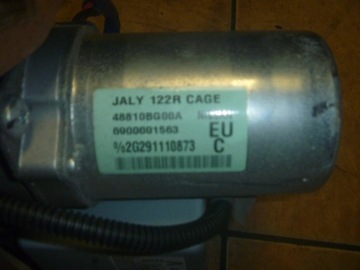 JALY 122R CAGE
48810BG00A
6900001563 EU
2G291110873 C